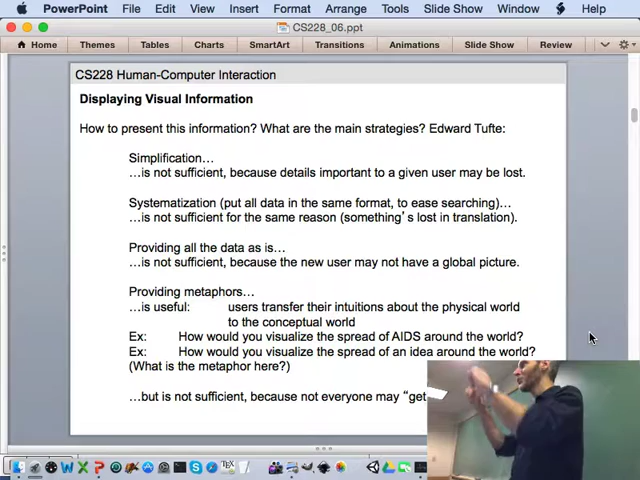 PowerPoint File Edit View Insert Format Arrange Tools Slide Show Window Help
CS228_06.ppt
Home Themes Tables Charts SmartArt Transitions Animations Slide Show Review
CS228 Human-Computer Interaction
Displaying Visual Information
How to present this information? What are the main strategies? Edward Tufte:
Simplification…
…is not sufficient, because details important to a given user may be lost.
Systematization (put all data in the same format, to ease searching)…
…is not sufficient for the same reason (something's lost in translation).
Providing all the data as is…
…is not sufficient, because the new user may not have a global picture.
Providing metaphors…
…is useful: users transfer their intuitions about the physical world
to the conceptual world
Ex: How would you visualize the spread of AIDS around the world?
Ex: How would you visualize the spread of an idea around the world?
(What is the metaphor here?)
…but is not sufficient, because not everyone may “get